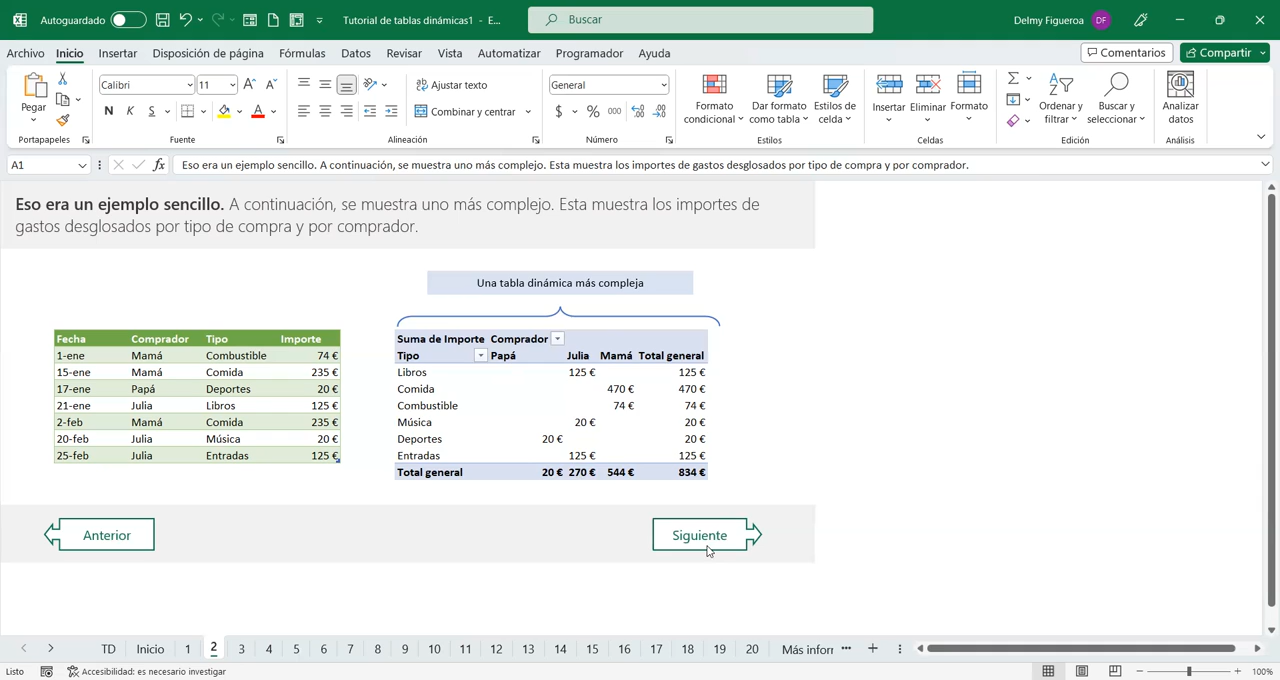 Autoguardado
Tutorial de tablas dinámicas1 - E...
Buscar
Delmy Figueroa DF
Archivo Inicio Insertar Disposición de página Fórmulas Datos Revisar Vista Automatizar Programador Ayuda
Comentarios Compartir
Pegar
Portapapeles
Calibri 11
N K S
Fuente
Ajustar texto
Combinar y centrar
Alineación
General
$ % 000
Número
Formato condicional
Dar formato como tabla
Estilos de celda
Estilos
Insertar Eliminar Formato
Celdas
Ordenar y filtrar
Buscar y seleccionar
Edición
Analizar datos
Análisis
A1
fx Eso era un ejemplo sencillo. A continuación, se muestra uno más complejo. Esta muestra los importes de gastos desglosados por tipo de compra y por comprador.
Eso era un ejemplo sencillo. A continuación, se muestra uno más complejo. Esta muestra los importes de
gastos desglosados por tipo de compra y por comprador.
Una tabla dinámica más compleja
Fecha Comprador Tipo Importe
1-ene Mamá Combustible 74 €
15-ene Mamá Comida 235 €
17-ene Papá Deportes 20 €
21-ene Julia Libros 125 €
2-feb Mamá Comida 235 €
20-feb Julia Música 20 €
25-feb Julia Entradas 125 €
Suma de Importe Comprador
Tipo Papá Julia Mamá Total general
Libros 125 € 125 €
Comida 470 € 470 €
Combustible 74 € 74 €
Música 20 € 20 €
Deportes 20 € 20 €
Entradas 125 € 125 €
Total general 20 € 270 € 544 € 834 €
Anterior
Siguiente
TD Inicio 1 2 3 4 5 6 7 8 9 10 11 12 13 14 15 16 17 18 19 20 Más inforr ...
Listo Accesibilidad: es necesario investigar
100%